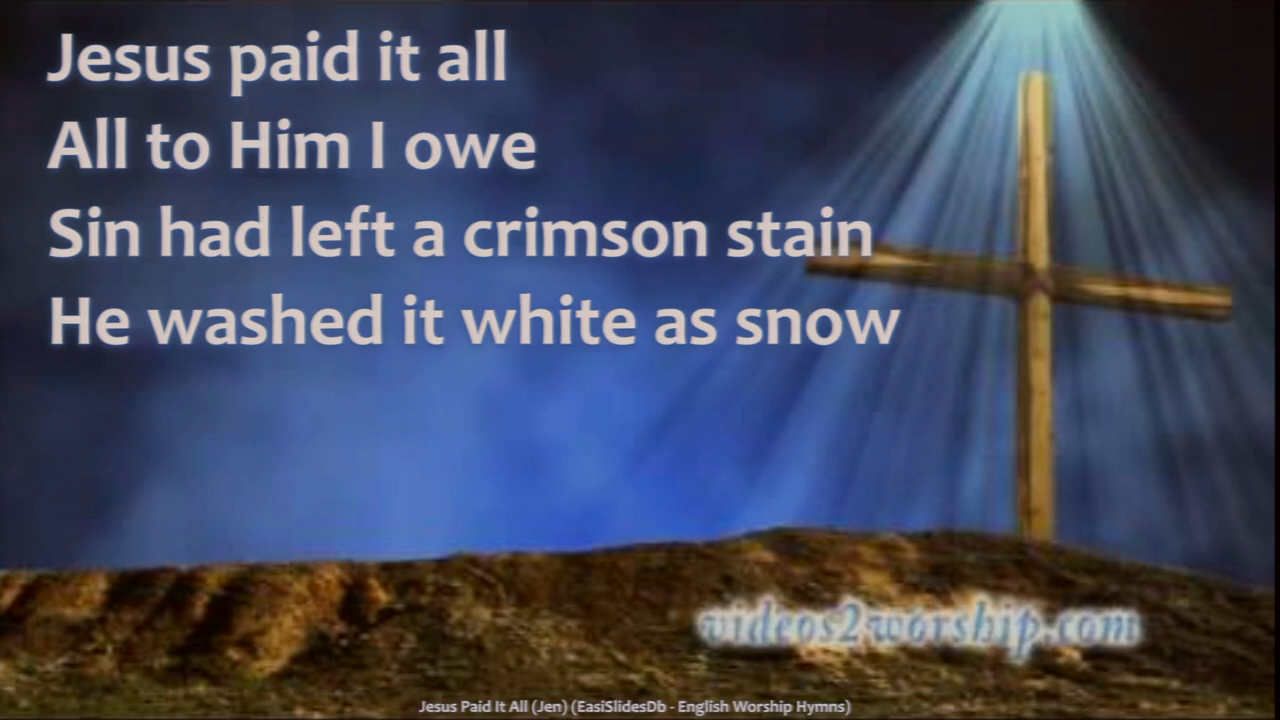 Jesus paid it all
All to Him I owe
Sin had left a crimson stain
He washed it white as snow
videos2worship.com
Jesus Paid It All (Jen) (EasiSlidesDb - English Worship Hymns)